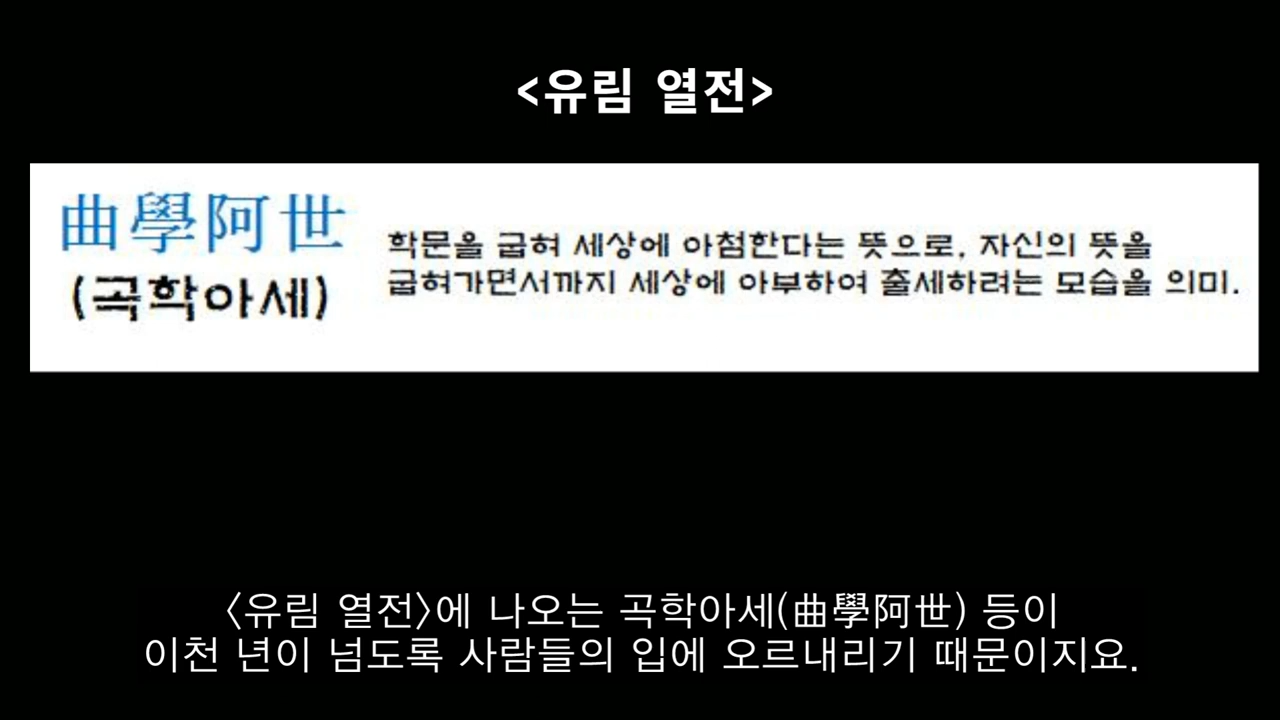 <유림 열전>
曲學阿世
(곡학아세)
학문을 굽혀 세상에 아첨한다는 뜻으로, 자신의 뜻을
굽혀가면서까지 세상에 아부하여 출세하려는 모습을 의미.
〈유림 열전〉에 나오는 곡학아세(曲學阿世) 등이
이천 년이 넘도록 사람들의 입에 오르내리기 때문이지요.